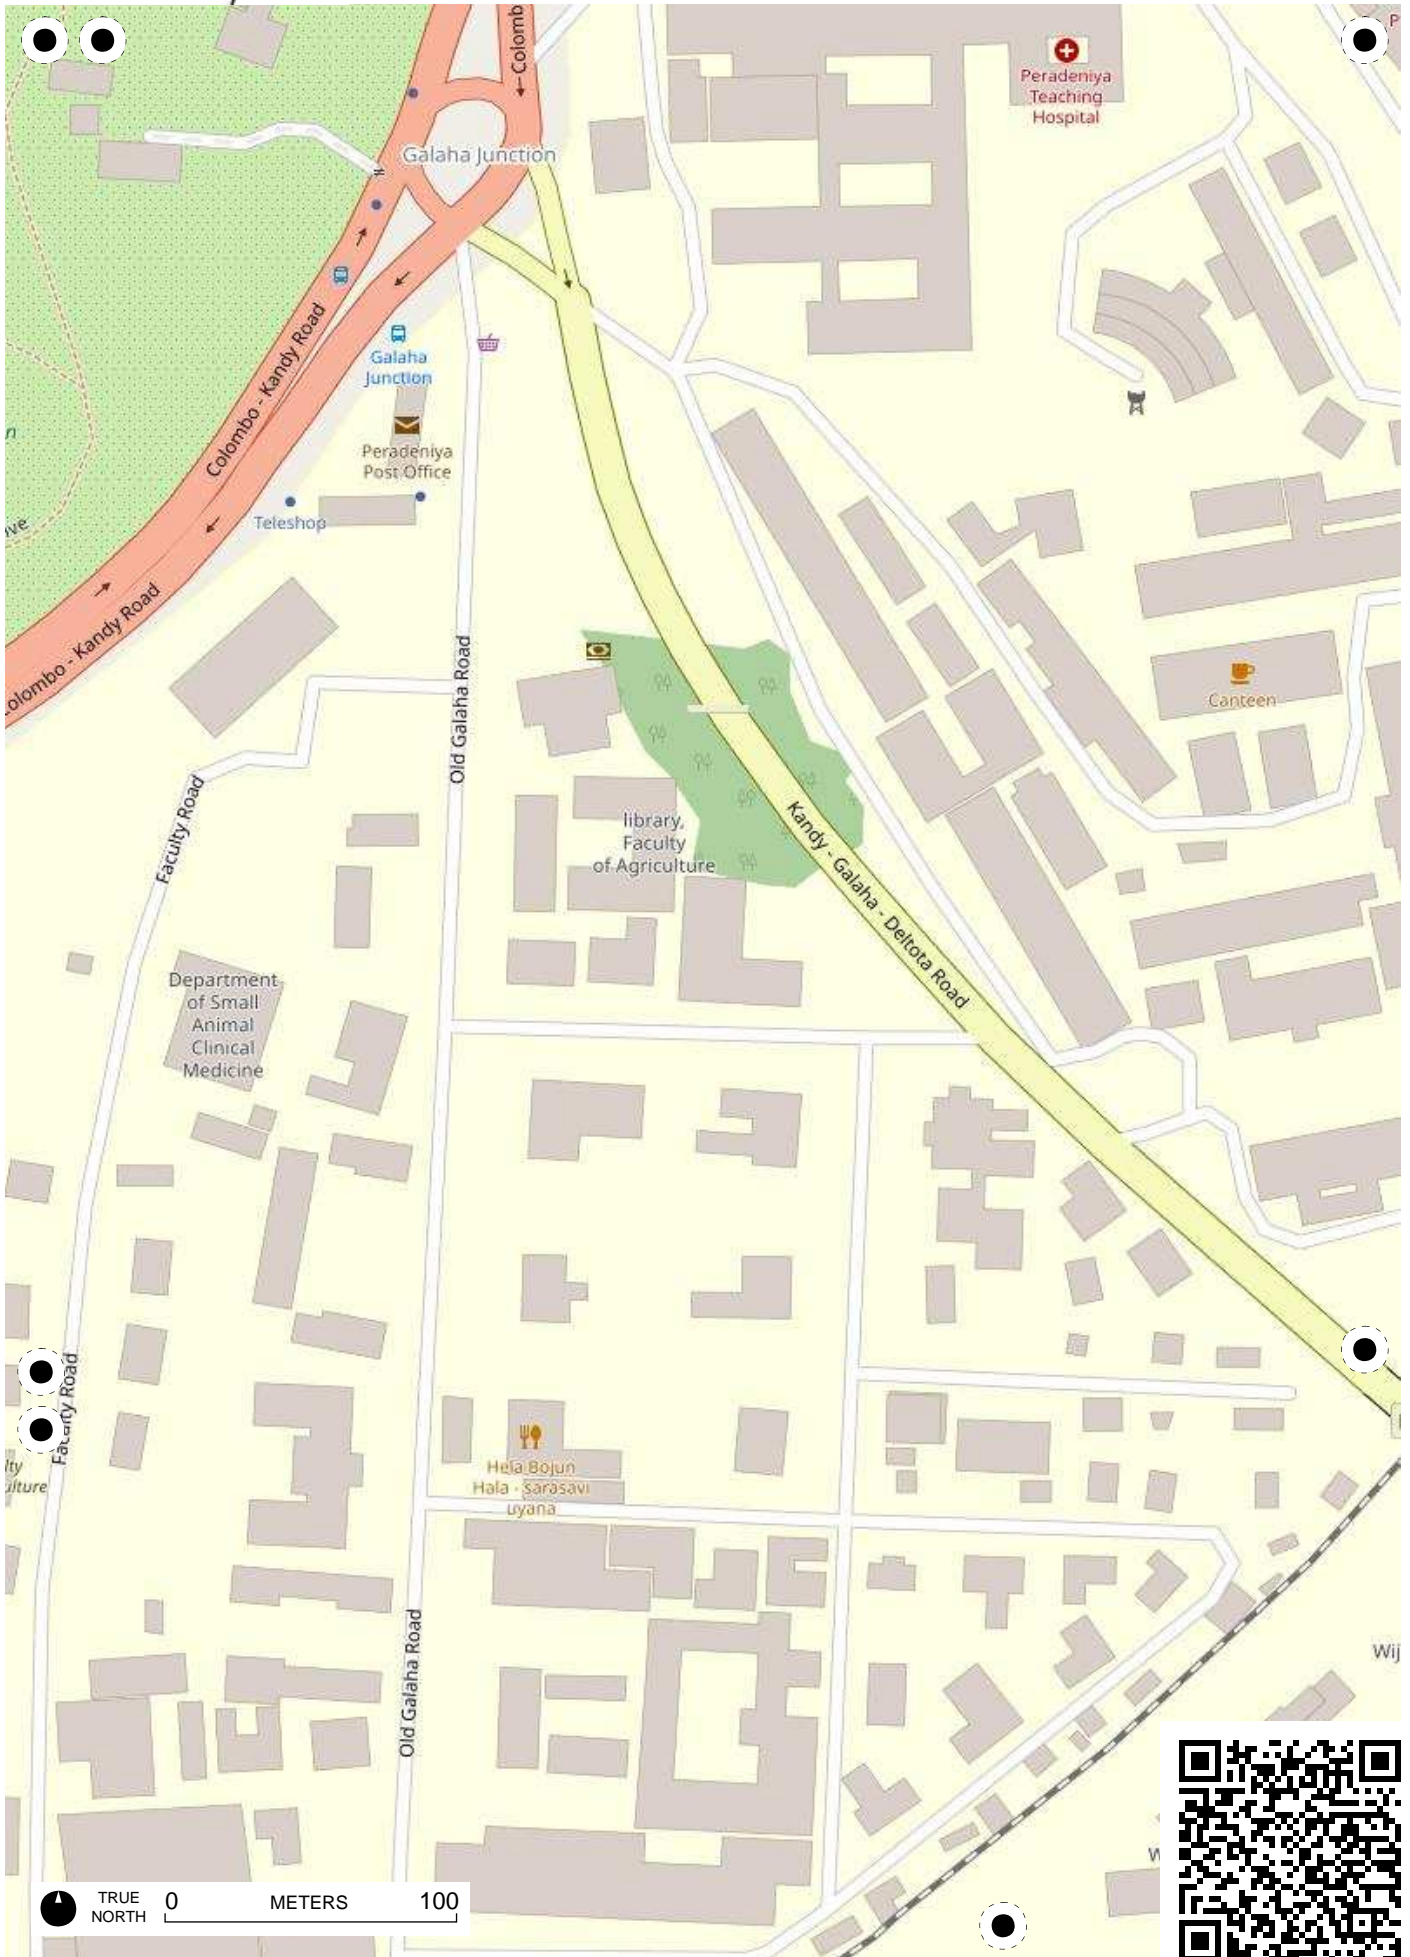 Colomb
Peradeniya
Teaching
Hospital
Galaha Junction
Colombo - Kandy Road
Galaha
Junction
Peradeniya
Post Office
Teleshop
Colombo - Kandy Road
Old Galaha Road
Canteen
Faculty Road
library,
Faculty
of Agriculture
Kandy - Galaha - Deltota Road
Department
of Small
Animal
Clinical
Medicine
Faculty Road
Hela Bojun
Hala - sarasavi
uyana
Old Galaha Road
Wij
TRUE
NORTH
0 METERS 100